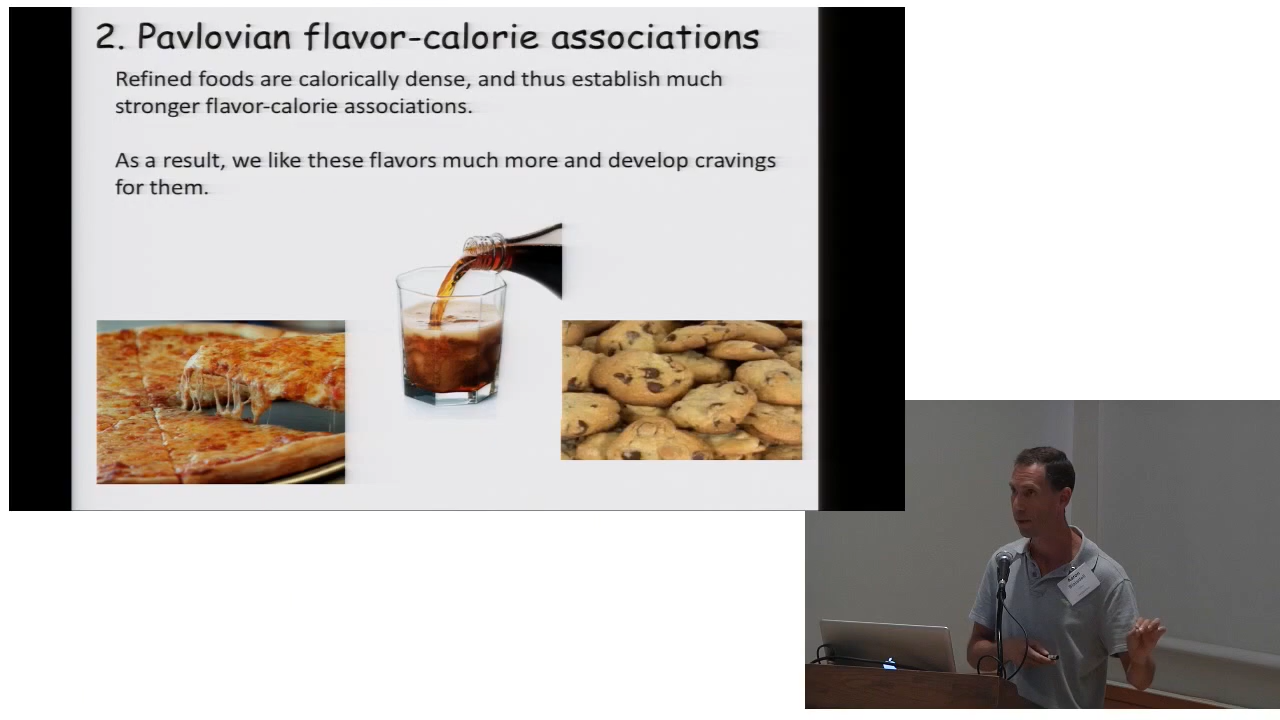 2. Pavlovian flavor-calorie associations
Refined foods are calorically dense, and thus establish much
stronger flavor-calorie associations.
As a result, we like these flavors much more and develop cravings
for them.
Aaron